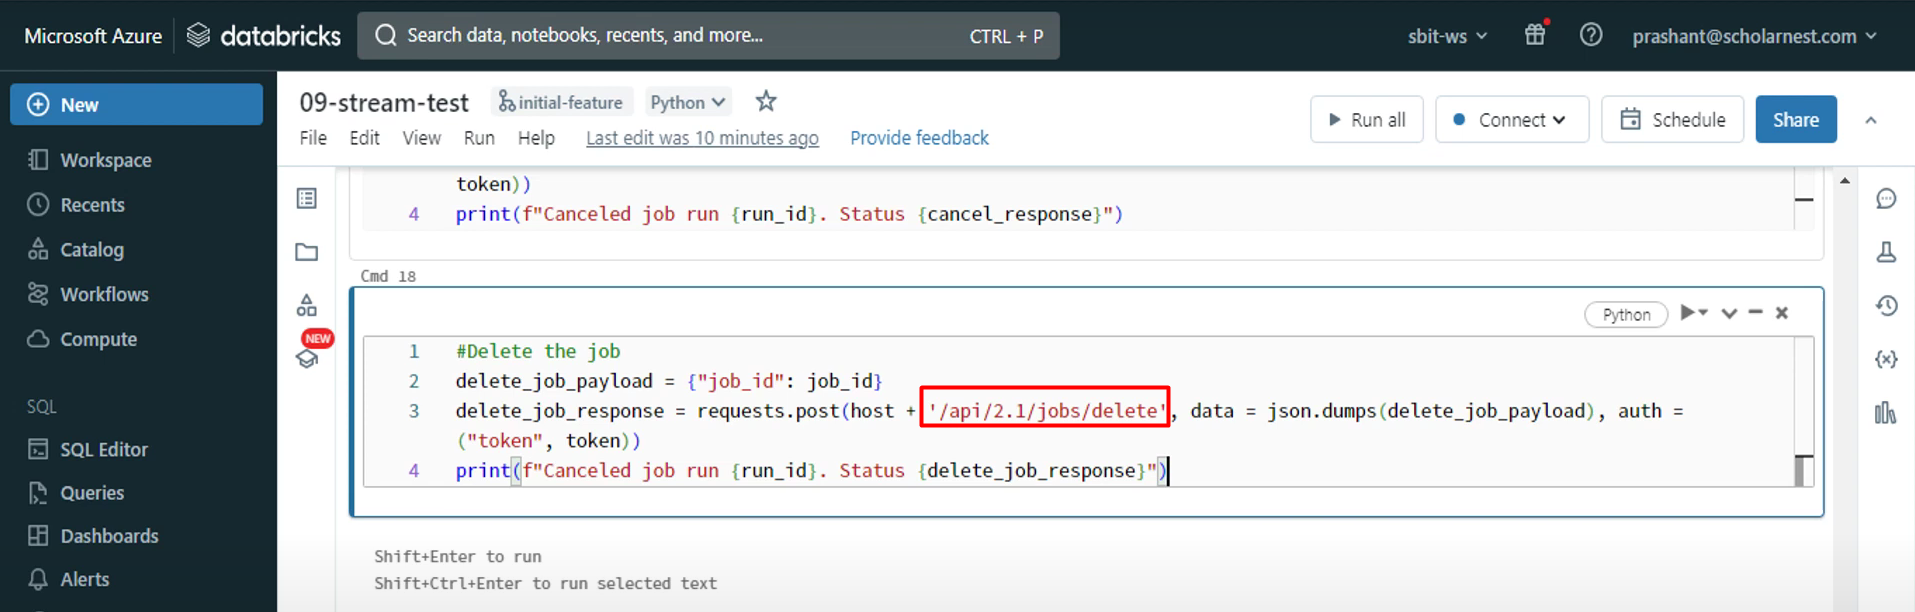 Microsoft Azure databricks Search data, notebooks, recents, and more... CTRL + P sbit-ws prashant@scholarnest.com
New
Workspace
Recents
Catalog
Workflows
Compute
SQL
SQL Editor
Queries
Dashboards
Alerts
09-stream-test initial-feature Python
File Edit View Run Help Last edit was 10 minutes ago Provide feedback
Run all Connect Schedule Share
NEW
token))
4 print(f"Canceled job run {run_id}. Status {cancel_response}")
Cmd 18
Python
1 #Delete the job
2 delete_job_payload = {"job_id": job_id}
3 delete_job_response = requests.post(host + '/api/2.1/jobs/delete', data = json.dumps(delete_job_payload), auth =
("token", token))
4 print(f"Canceled job run {run_id}. Status {delete_job_response}")
Shift+Enter to run
Shift+Ctrl+Enter to run selected text